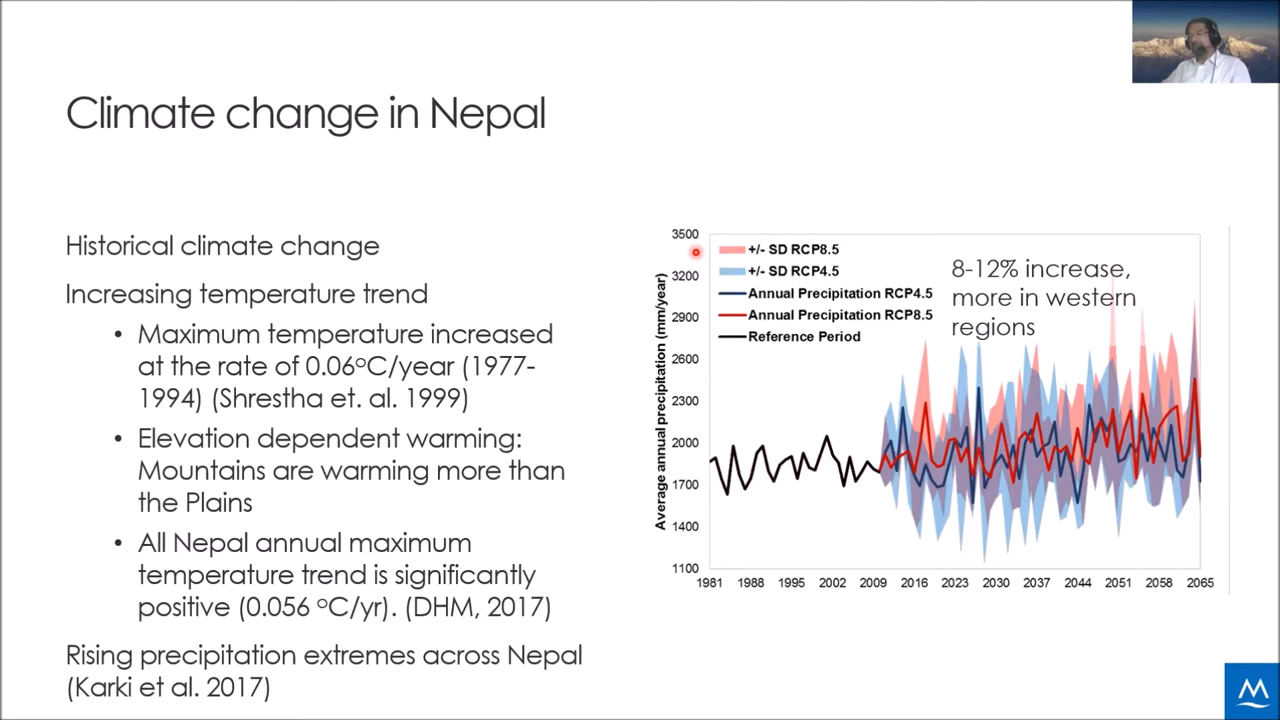 Climate change in Nepal
Historical climate change
Increasing temperature trend
• Maximum temperature increased
at the rate of 0.06oC/year (1977-
1994) (Shrestha et. al. 1999)
• Elevation dependent warming:
Mountains are warming more than
the Plains
• All Nepal annual maximum
temperature trend is significantly
positive (0.056 oC/yr). (DHM, 2017)
Rising precipitation extremes across Nepal
(Karki et al. 2017)
Average annual precipitation (mm/year)
3500
3200
2900
2600
2300
2000
1700
1400
1100
+/- SD RCP8.5
+/- SD RCP4.5
Annual Precipitation RCP4.5
Annual Precipitation RCP8.5
Reference Period
8-12% increase,
more in western
regions
1981 1988 1995 2002 2009 2016 2023 2030 2037 2044 2051 2058 2065